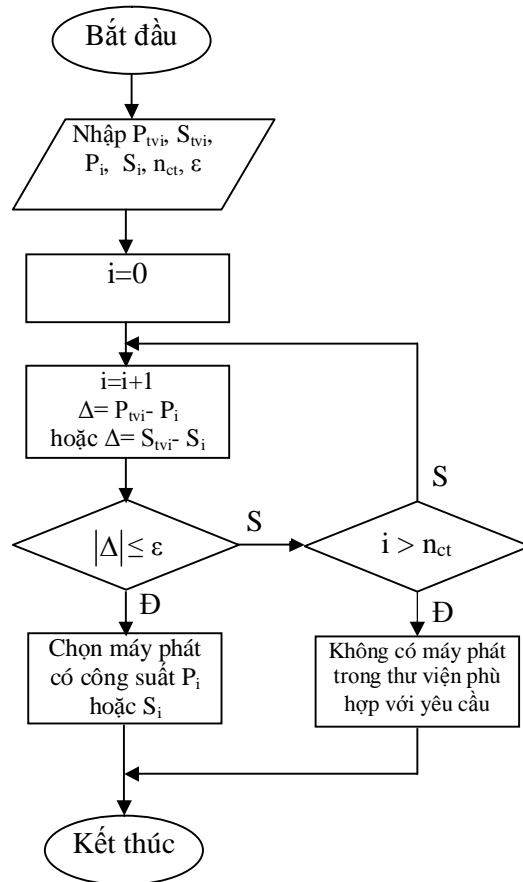 Bắt đầu
Nhập Ptvi, Stvi,
Pi, Si, nct, ε
i=0
i=i+1
Δ= Ptvi- Pi
hoặc Δ= Stvi- Si
S
|Δ| ≤ ε
S
i > nct
Đ
Đ
Chọn máy phát
có công suất Pi
hoặc Si
Không có máy phát
trong thư viện phù
hợp với yêu cầu
Kết thúc